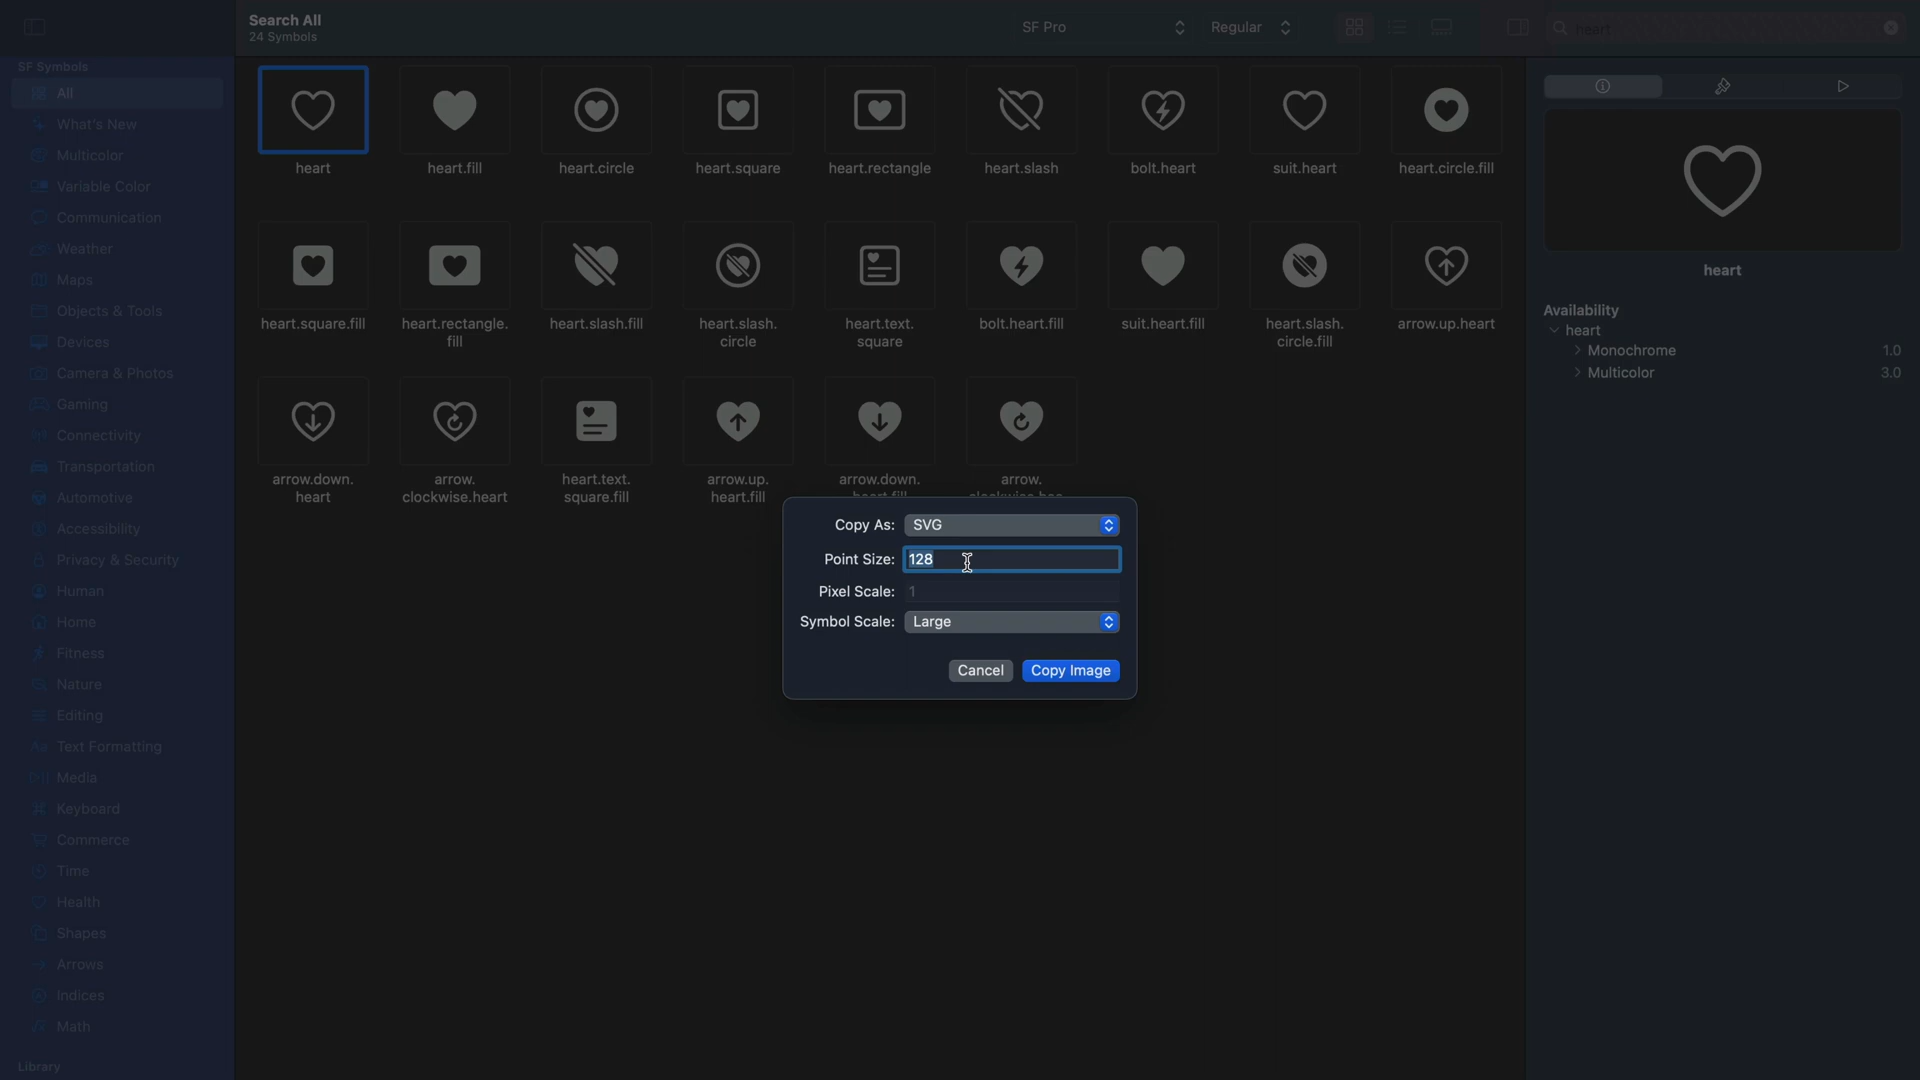 Search All
24 Symbols
SF Pro
Regular
heart
SF Symbols
All
What's New
Multicolor
Variable Color
Communication
Weather
Maps
Objects & Tools
Devices
Camera & Photos
Gaming
Connectivity
Transportation
Automotive
Accessibility
Privacy & Security
Human
Home
Fitness
Nature
Editing
Text Formatting
Media
Keyboard
Commerce
Time
Health
Shapes
Arrows
Indices
Math
Library
heart
heart.fill
heart.circle
heart.square
heart.rectangle
heart.slash
bolt.heart
suit.heart
heart.circle.fill
heart.square.fill
heart.rectangle.
fill
heart.slash.fill
heart.slash.
circle
heart.text.
square
bolt.heart.fill
suit.heart.fill
heart.slash.
circle.fill
arrow.up.heart
arrow.down.
heart
arrow.
clockwise.heart
heart.text.
square.fill
arrow.up.
heart.fill
arrow.down.
heart.fill
arrow.
Copy As: SVG
Point Size: 128
Pixel Scale: 1
Symbol Scale: Large
Cancel
Copy Image
heart
Availability
heart
Monochrome 1.0
Multicolor 3.0